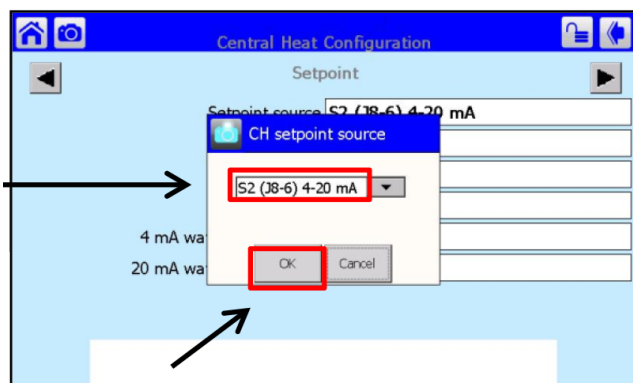 Central Heat Configuration
Setpoint
Setpoint source S2 (J8-6) 4-20 mA
CH setpoint source
S2 (J8-6) 4-20 mA
4 mA wa
OK Cancel
20 mA wa